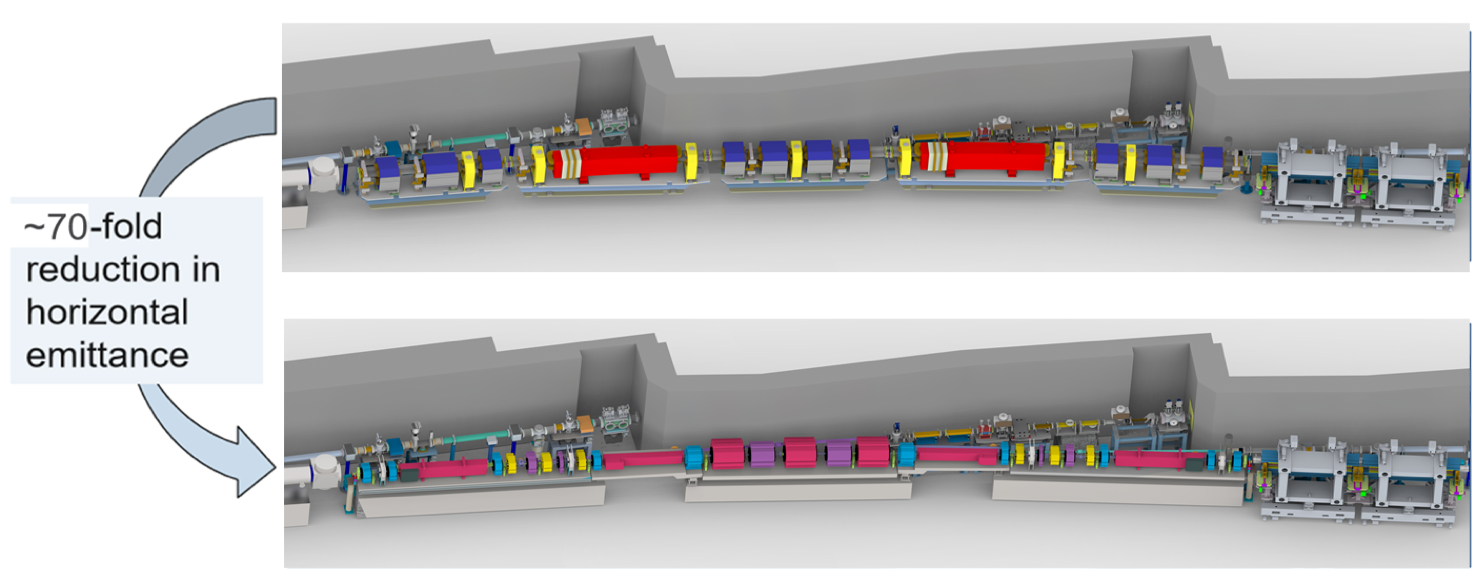 ~70-fold
reduction in
horizontal
emittance